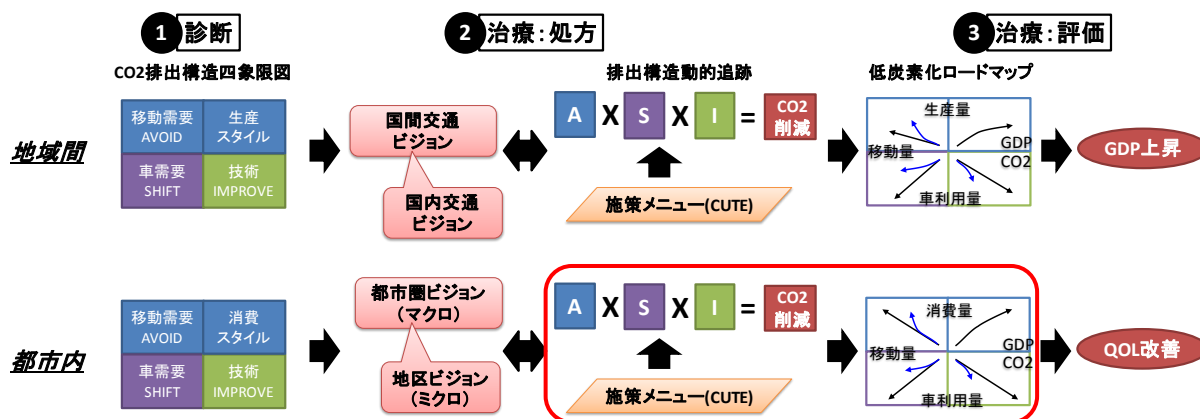 1 診断
2 治療：処方
3 治療：評価
CO2排出構造四象限図
排出構造動的追跡
低炭素化ロードマップ
地域間
移動需要
AVOID
生産
スタイル
車需要
SHIFT
技術
IMPROVE
国間交通
ビジョン
国内交通
ビジョン
A X S X I = CO2
削減
施策メニュー(CUTE)
生産量
GDP
移動量
CO2
車利用量
GDP上昇
都市内
移動需要
AVOID
消費
スタイル
車需要
SHIFT
技術
IMPROVE
都市圏ビジョン
（マクロ）
地区ビジョン
（ミクロ）
A X S X I = CO2
削減
施策メニュー(CUTE)
消費量
GDP
移動量
CO2
車利用量
QOL改善